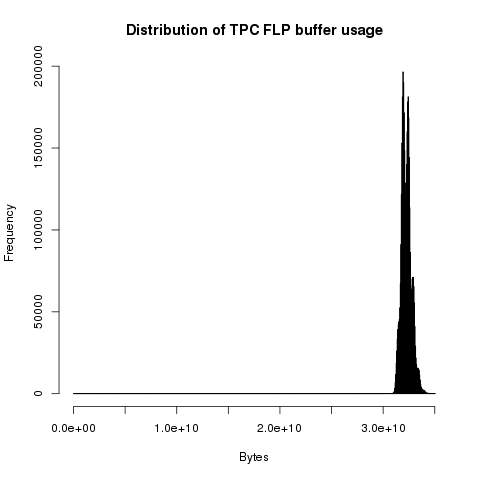 Distribution of TPC FLP buffer usage
200000
150000
100000
50000
0
Frequency
0.0e+00 1.0e+10 2.0e+10 3.0e+10
Bytes